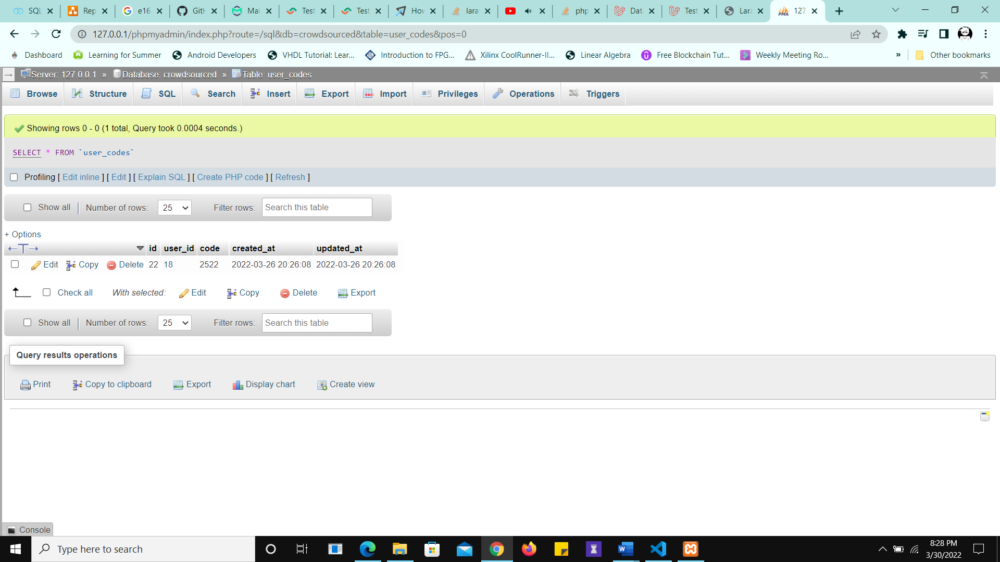 SQL Rep e16 GitH Mai Test Test How lara php Data Test Lara 127
127.0.0.1/phpmyadmin/index.php?route=/sql&db=crowdsourced&table=user_codes&pos=0
Dashboard Learning for Summer Android Developers VHDL Tutorial: Lear... Introduction to FPG... Xilinx CoolRunner-II... Linear Algebra Free Blockchain Tut... Weekly Meeting Ro... » Other bookmarks
Server: 127.0.0.1 » Database: crowdsourced » Table: user_codes
Browse Structure SQL Search Insert Export Import Privileges Operations Triggers
Showing rows 0 - 0 (1 total, Query took 0.0004 seconds.)
SELECT * FROM `user_codes`
Profiling [ Edit inline ] [ Edit ] [ Explain SQL ] [ Create PHP code ] [ Refresh ]
Show all Number of rows: 25 Filter rows: Search this table
+ Options
id user_id code created_at updated_at
Edit Copy Delete 22 18 2522 2022-03-26 20:26:08 2022-03-26 20:26:08
Check all With selected: Edit Copy Delete Export
Show all Number of rows: 25 Filter rows: Search this table
Query results operations
Print Copy to clipboard Export Display chart Create view
Console
Type here to search
8:28 PM
3/30/2022